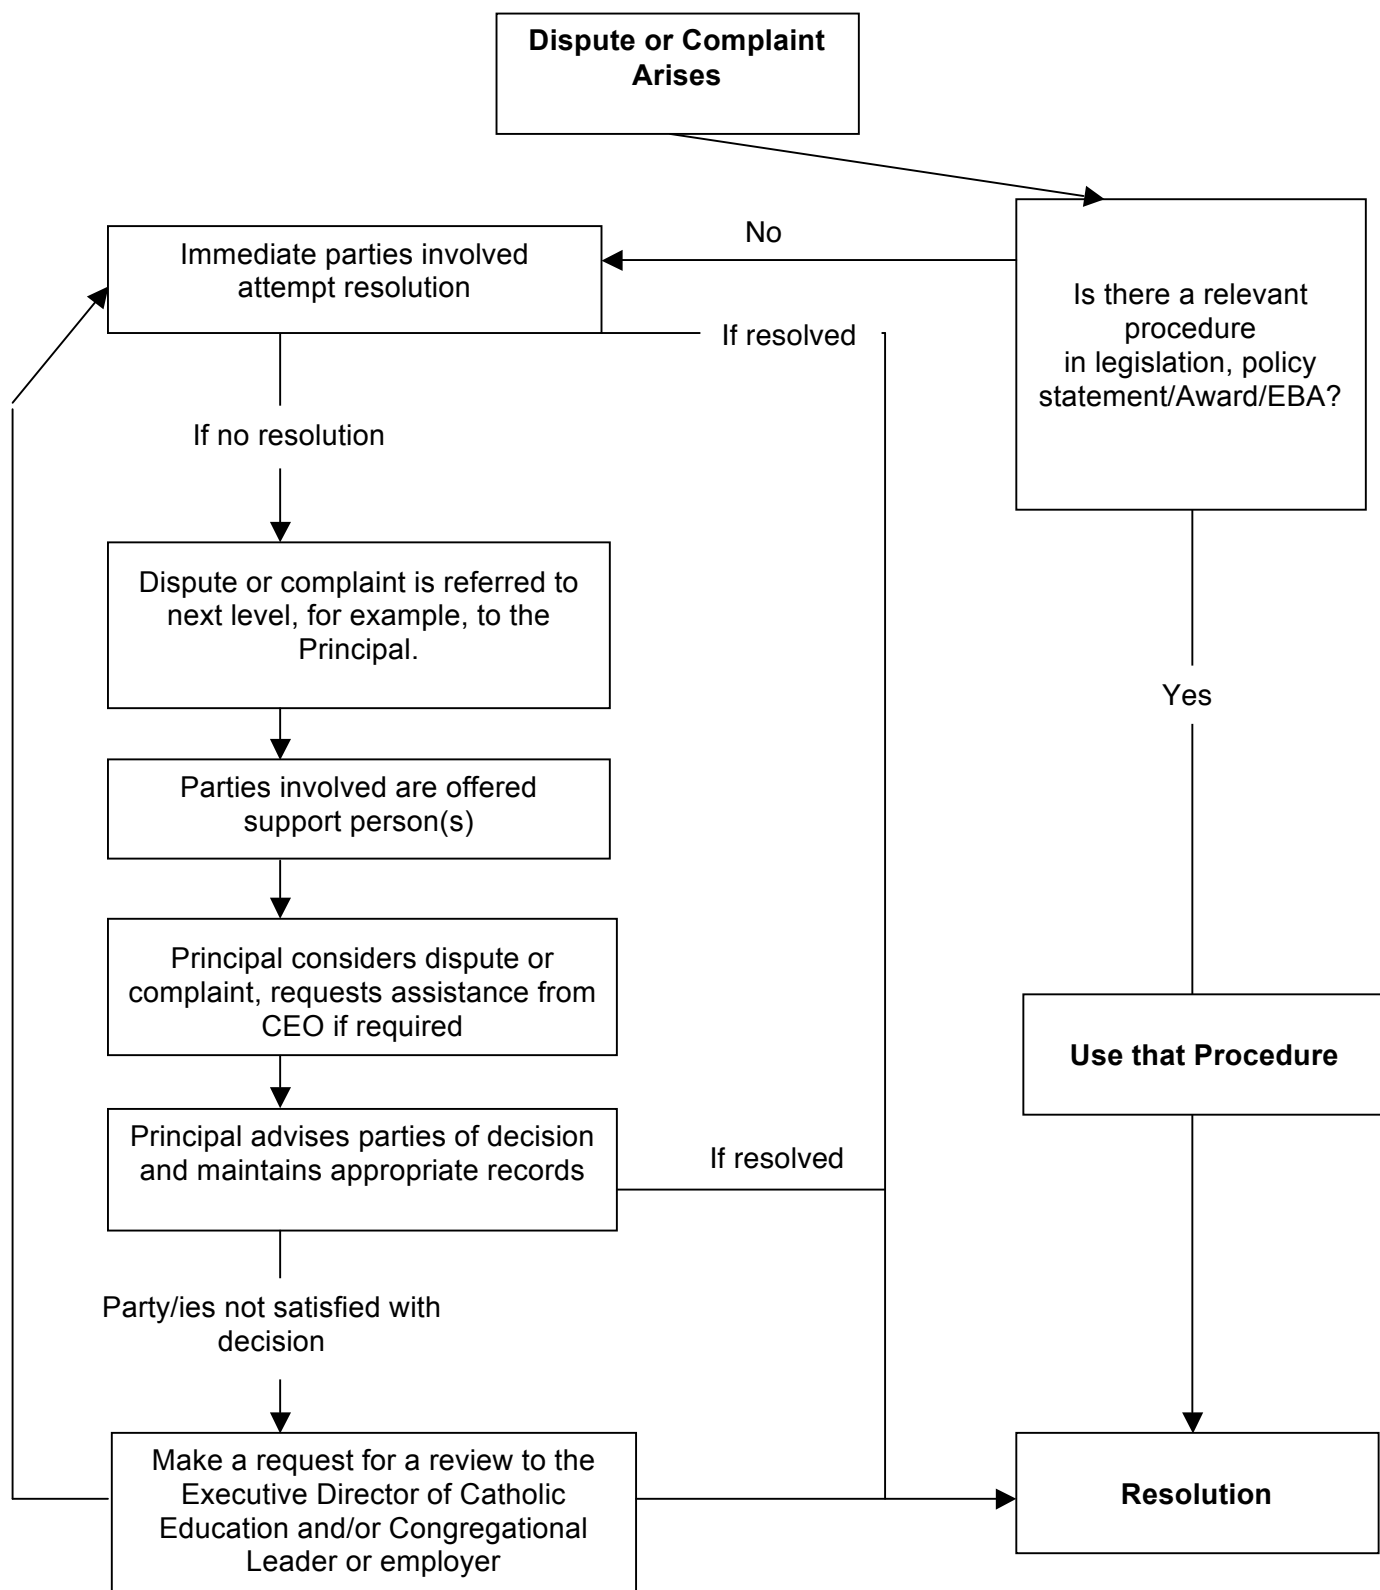 Dispute or Complaint
Arises
No
Immediate parties involved
attempt resolution
Is there a relevant
procedure
in legislation, policy
statement/Award/EBA?
If resolved
If no resolution
Dispute or complaint is referred to
next level, for example, to the
Principal.
Yes
Parties involved are offered
support person(s)
Principal considers dispute or
complaint, requests assistance from
CEO if required
Use that Procedure
Principal advises parties of decision
and maintains appropriate records
If resolved
Party/ies not satisfied with
decision
Make a request for a review to the
Executive Director of Catholic
Education and/or Congregational
Leader or employer
Resolution